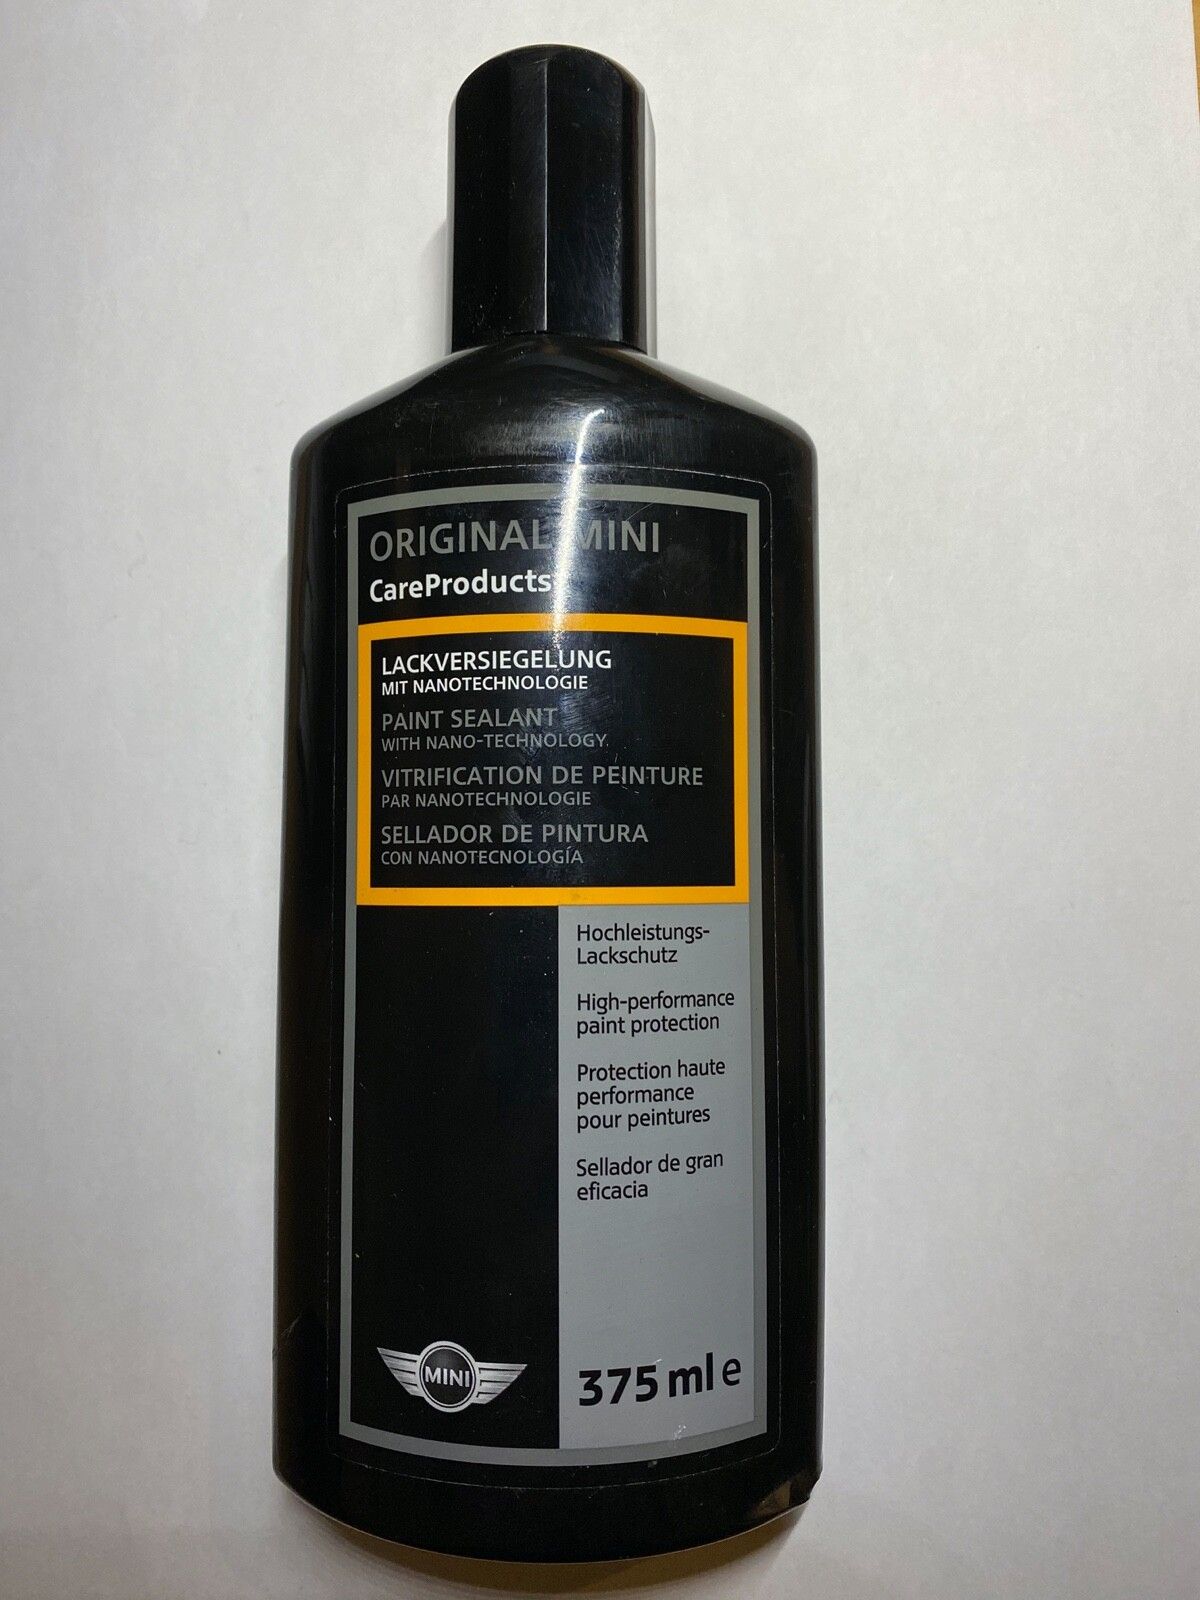 ORIGINAL MINI
CareProducts
LACKVERSIEGELUNG
MIT NANOTECHNOLOGIE
PAINT SEALANT
WITH NANO-TECHNOLOGY
VITRIFICATION DE PEINTURE
PAR NANOTECHNOLOGIE
SELLADOR DE PINTURA
CON NANOTECNOLOGÍA
Hochleistungs-
Lackschutz
High-performance
paint protection
Protection haute
performance
pour peintures
Sellador de gran
eficacia
MINI
375 ml e